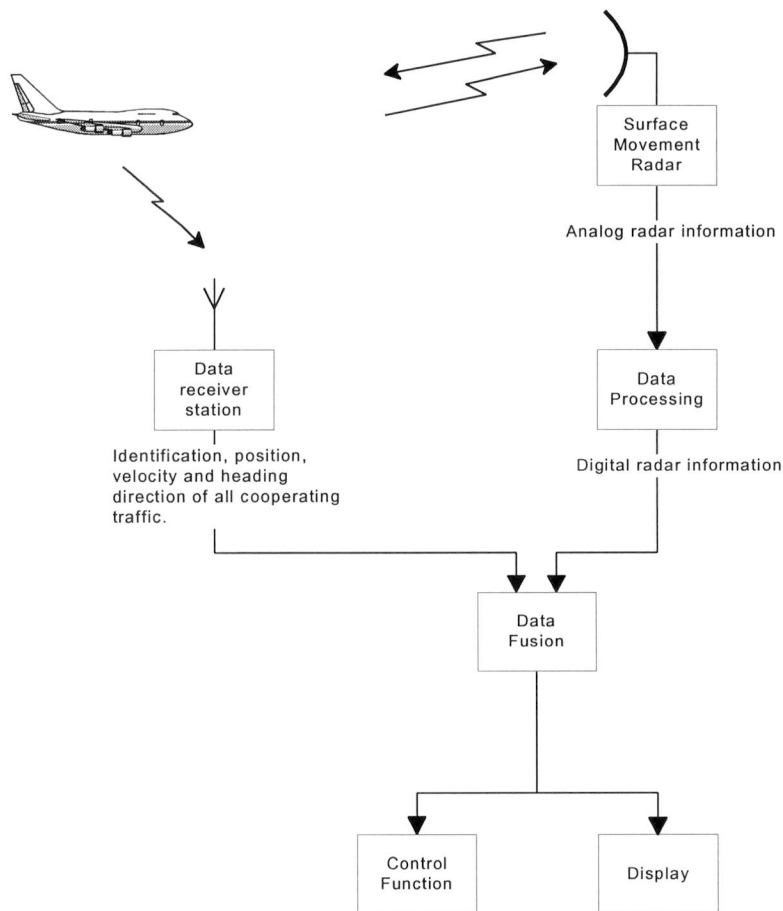 Surface
Movement
Radar
Analog radar information
Data
receiver
station
Data
Processing
Identification, position,
velocity and heading
direction of all cooperating
traffic.
Digital radar information
Data
Fusion
Control
Function
Display